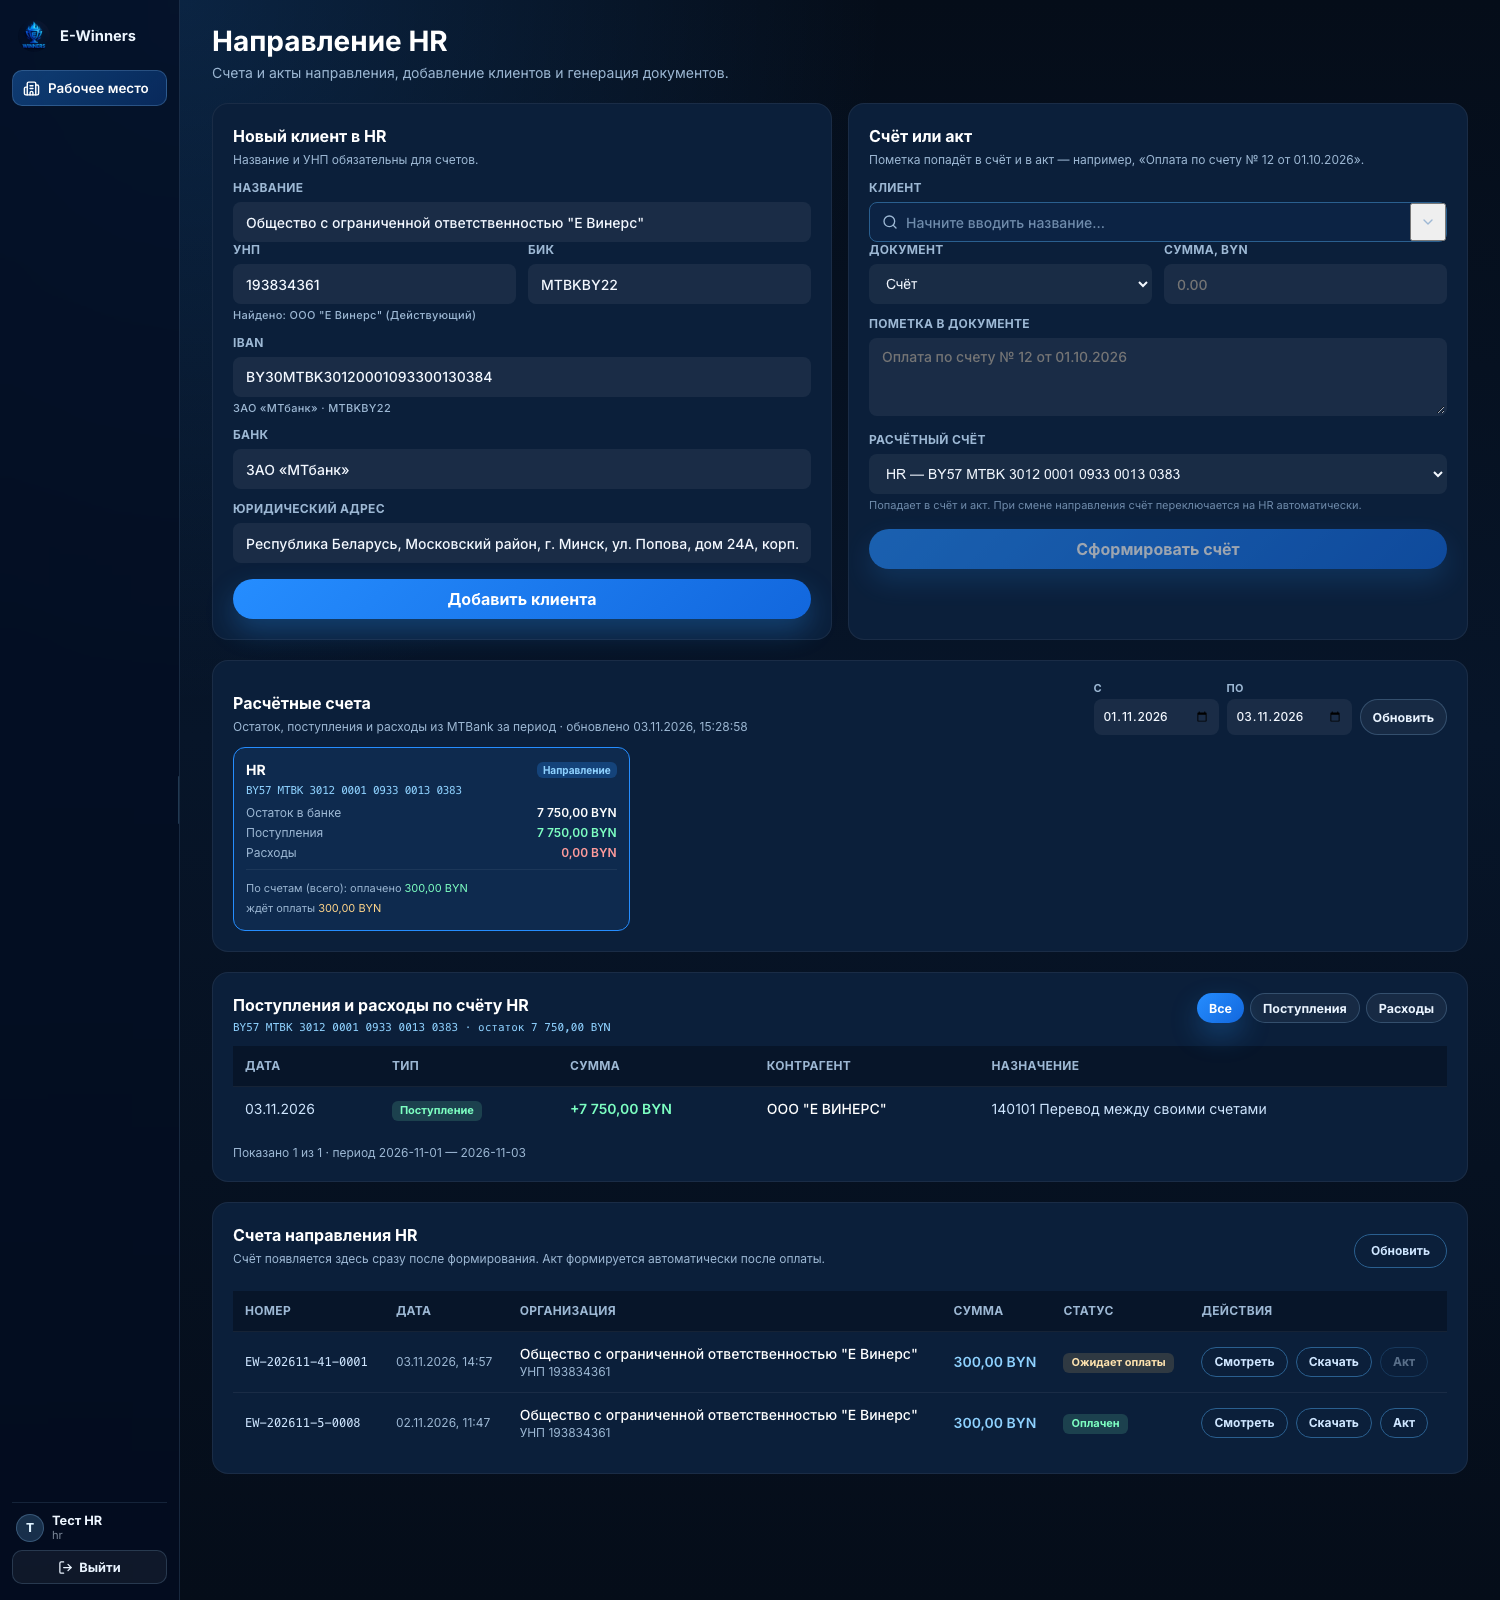 E-Winners
Рабочее место
Направление HR
Счета и акты направления, добавление клиентов и генерация документов.
Новый клиент в HR
Название и УНП обязательны для счетов.
НАЗВАНИЕ
Общество с ограниченной ответственностью "Е Винерс"
УНП БИК
193834361 MTBKBY22
Найдено: ООО "Е Винерс" (Действующий)
IBAN
BY30MTBK30120001093300130384
ЗАО «МТбанк» · MTBKBY22
БАНК
ЗАО «МТбанк»
ЮРИДИЧЕСКИЙ АДРЕС
Республика Беларусь, Московский район, г. Минск, ул. Попова, дом 24А, корп.
Добавить клиента
Счёт или акт
Пометка попадёт в счёт и в акт — например, «Оплата по счету № 12 от 01.10.2026».
КЛИЕНТ
Начните вводить название...
ДОКУМЕНТ СУММА, BYN
Счёт 0.00
ПОМЕТКА В ДОКУМЕНТЕ
Оплата по счету № 12 от 01.10.2026
РАСЧЁТНЫЙ СЧЁТ
HR — BY57 MTBK 3012 0001 0933 0013 0383
Попадает в счёт и акт. При смене направления счёт переключается на HR автоматически.
Сформировать счёт
Расчётные счета
Остаток, поступления и расходы из MTBank за период · обновлено 03.11.2026, 15:28:58
С ПО
01.11.2026 03.11.2026 Обновить
HR Направление
BY57 MTBK 3012 0001 0933 0013 0383
Остаток в банке 7 750,00 BYN
Поступления 7 750,00 BYN
Расходы 0,00 BYN
По счетам (всего): оплачено 300,00 BYN
ждёт оплаты 300,00 BYN
Поступления и расходы по счёту HR
BY57 MTBK 3012 0001 0933 0013 0383 · остаток 7 750,00 BYN
Все Поступления Расходы
ДАТА ТИП СУММА КОНТРАГЕНТ НАЗНАЧЕНИЕ
03.11.2026 Поступление +7 750,00 BYN ООО "Е ВИНЕРС" 140101 Перевод между своими счетами
Показано 1 из 1 · период 2026-11-01 — 2026-11-03
Счета направления HR
Счёт появляется здесь сразу после формирования. Акт формируется автоматически после оплаты.
Обновить
НОМЕР ДАТА ОРГАНИЗАЦИЯ СУММА СТАТУС ДЕЙСТВИЯ
EW-202611-41-0001 03.11.2026, 14:57 Общество с ограниченной ответственностью "Е Винерс" 300,00 BYN Ожидает оплаты Смотреть Скачать Акт
УНП 193834361
EW-202611-5-0008 02.11.2026, 11:47 Общество с ограниченной ответственностью "Е Винерс" 300,00 BYN Оплачен Смотреть Скачать Акт
УНП 193834361
Т Тест HR
hr
Выйти